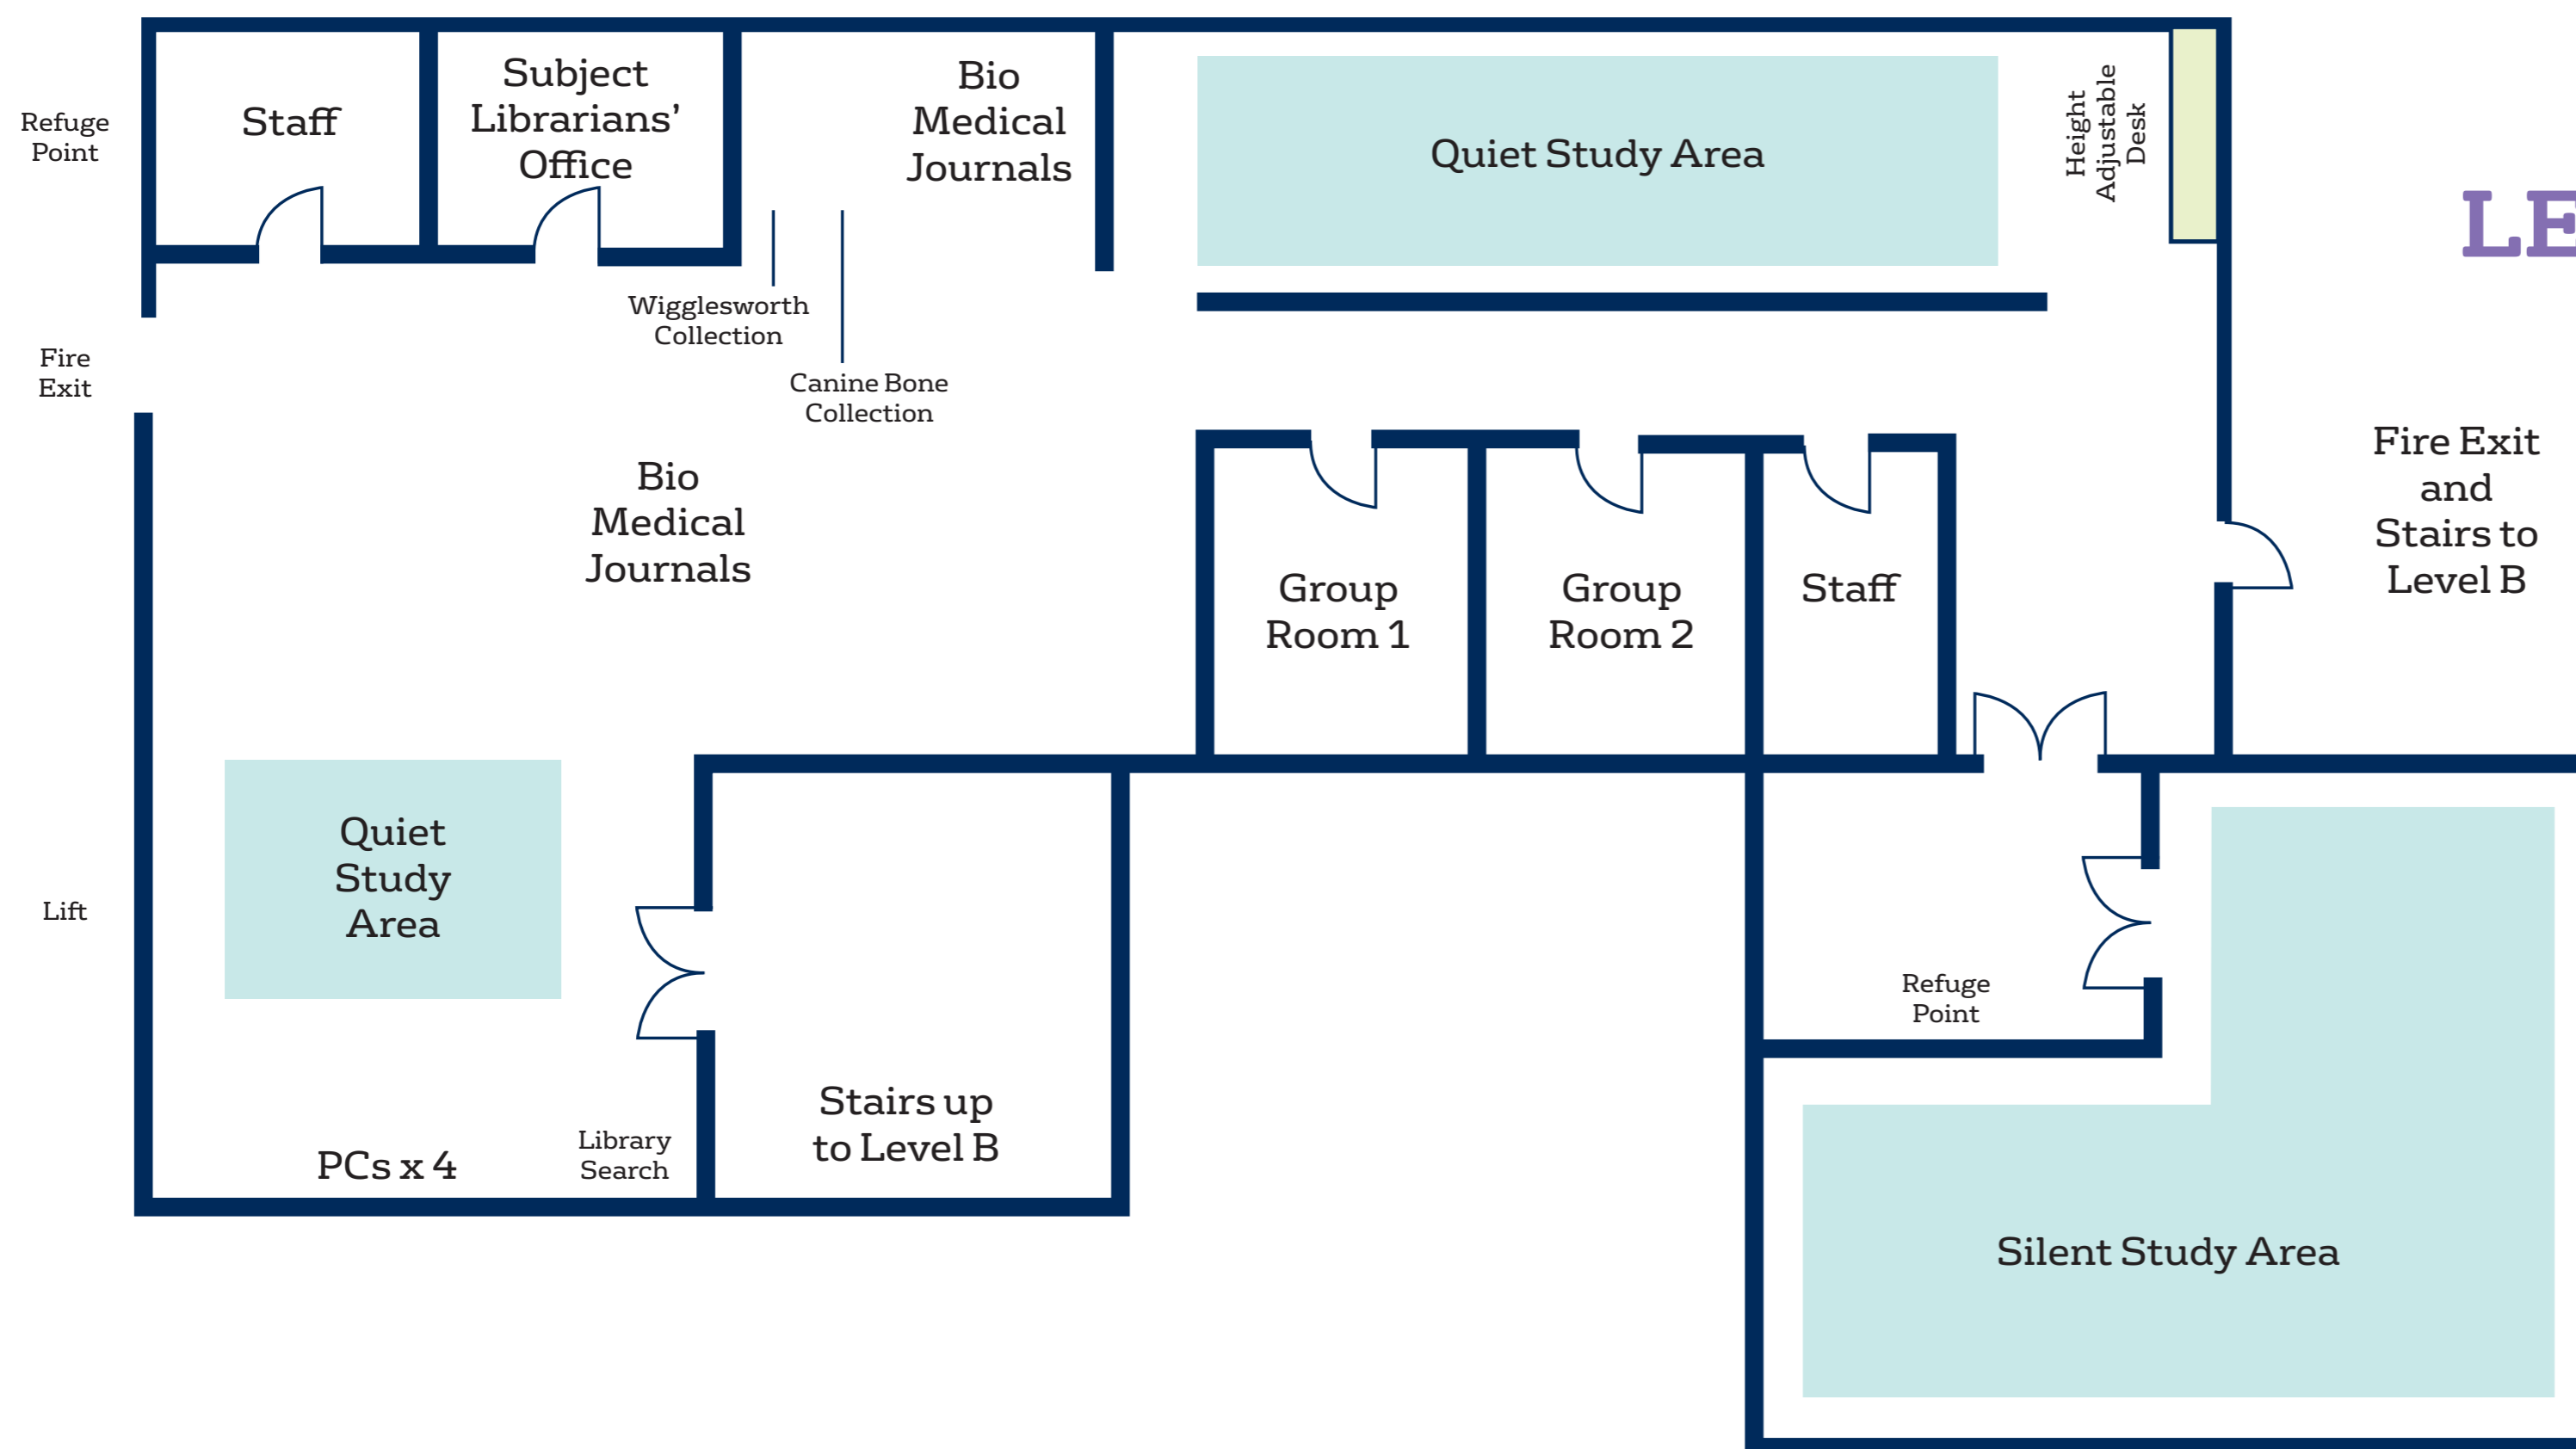 Refuge
Point
Staff
Subject
Librarians’
Office
Bio
Medical
Journals
Quiet Study Area
Height
Adjustable
Desk
LE
Wigglesworth
Collection
Fire
Exit
Canine Bone
Collection
Bio
Medical
Journals
Group
Room 1
Group
Room 2
Staff
Fire Exit
and
Stairs to
Level B
Quiet
Study
Area
Lift
Refuge
Point
Stairs up
to Level B
Library
Search
PCs x 4
Silent Study Area